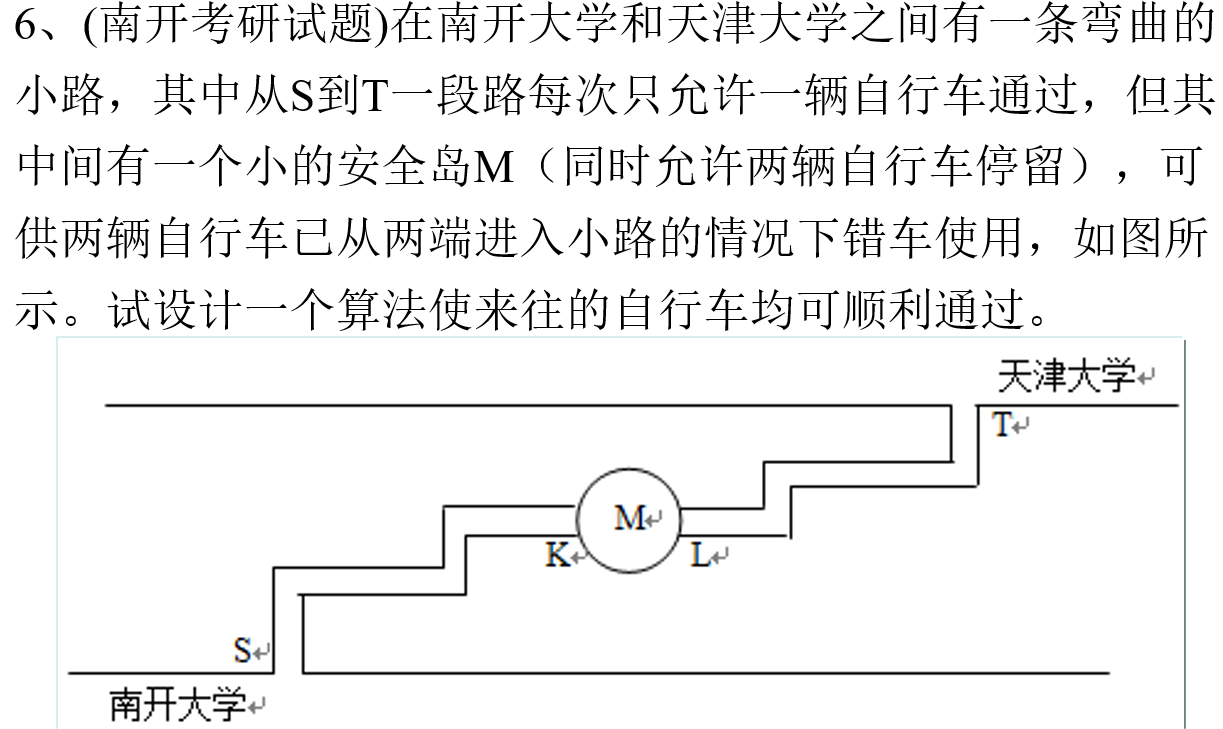 6、(南开考研试题)在南开大学和天津大学之间有一条弯曲的
小路，其中从S到T一段路每次只允许一辆自行车通过，但其
中间有一个小的安全岛M（同时允许两辆自行车停留），可
供两辆自行车已从两端进入小路的情况下错车使用，如图所
示。试设计一个算法使来往的自行车均可顺利通过。
天津大学↵
T↵
M↵
K↵ L↵
S↵
南开大学↵